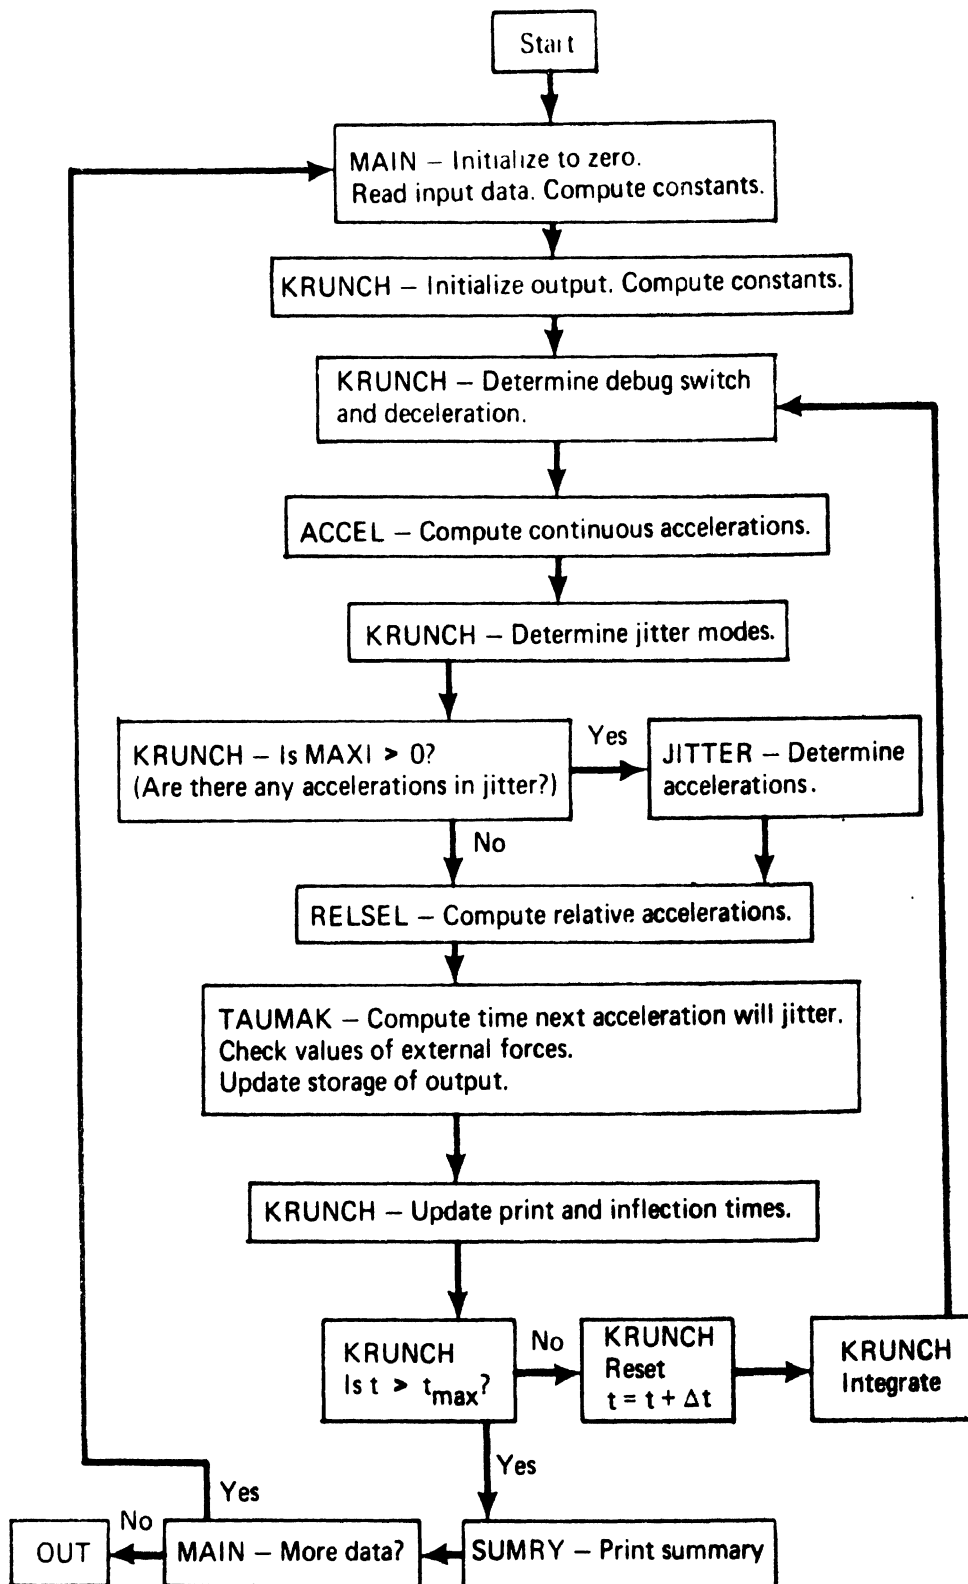 Start
MAIN – Initialize to zero.
Read input data. Compute constants.
KRUNCH – Initialize output. Compute constants.
KRUNCH – Determine debug switch
and deceleration.
ACCEL – Compute continuous accelerations.
KRUNCH – Determine jitter modes.
KRUNCH – Is MAXI > 0?
(Are there any accelerations in jitter?)
Yes
JITTER – Determine
accelerations.
No
RELSEL – Compute relative accelerations.
TAUMAK – Compute time next acceleration will jitter.
Check values of external forces.
Update storage of output.
KRUNCH – Update print and inflection times.
KRUNCH
Is t > tmax?
No
KRUNCH
Reset
t = t + Δt
KRUNCH
Integrate
Yes
SUMRY – Print summary
MAIN – More data?
Yes
No
OUT